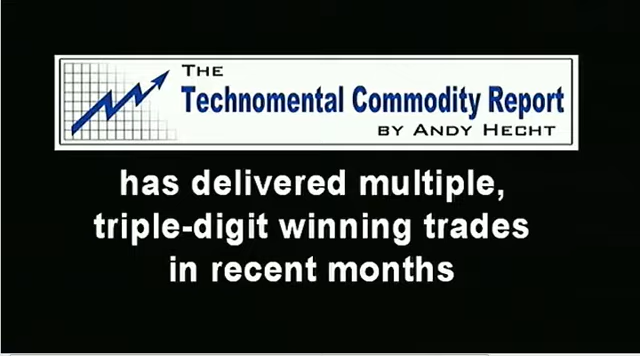 The
Technomental Commodity Report
by Andy Hecht
has delivered multiple,
triple-digit winning trades
in recent months